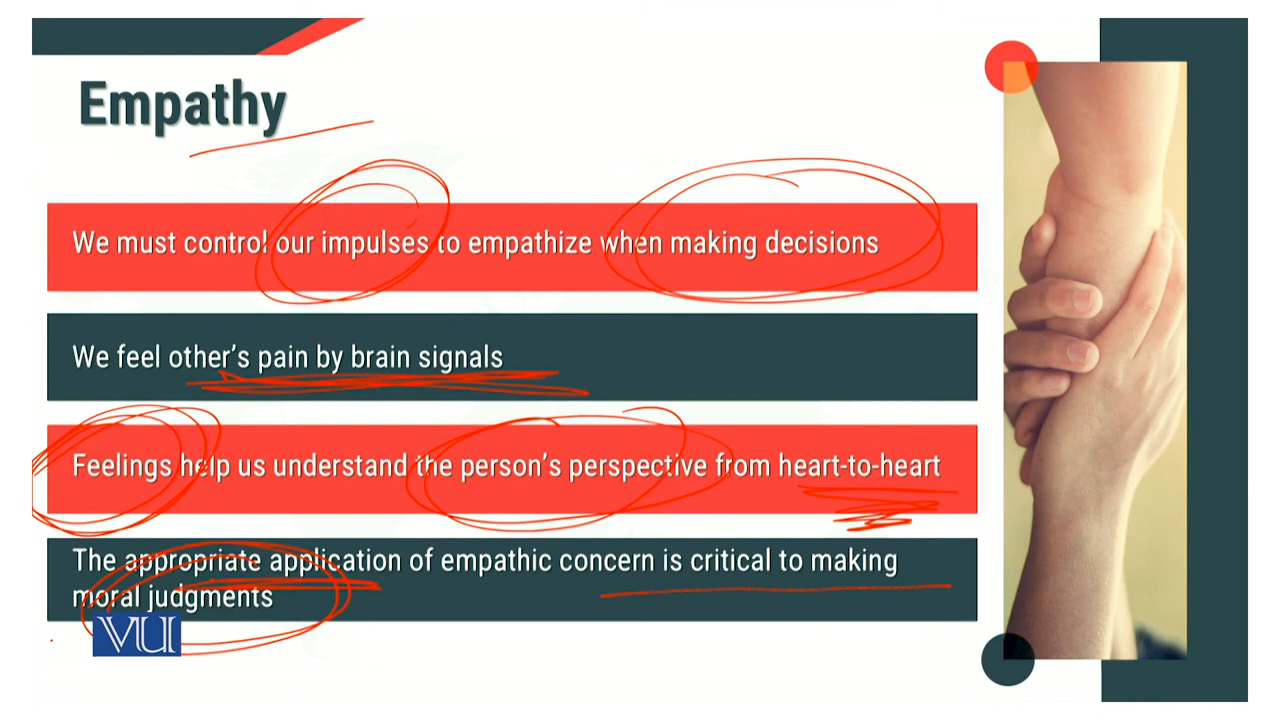 Empathy
We must control our impulses to empathize when making decisions
We feel other's pain by brain signals
Feelings help us understand the person's perspective from heart-to-heart
The appropriate application of empathic concern is critical to making
moral judgments
VU